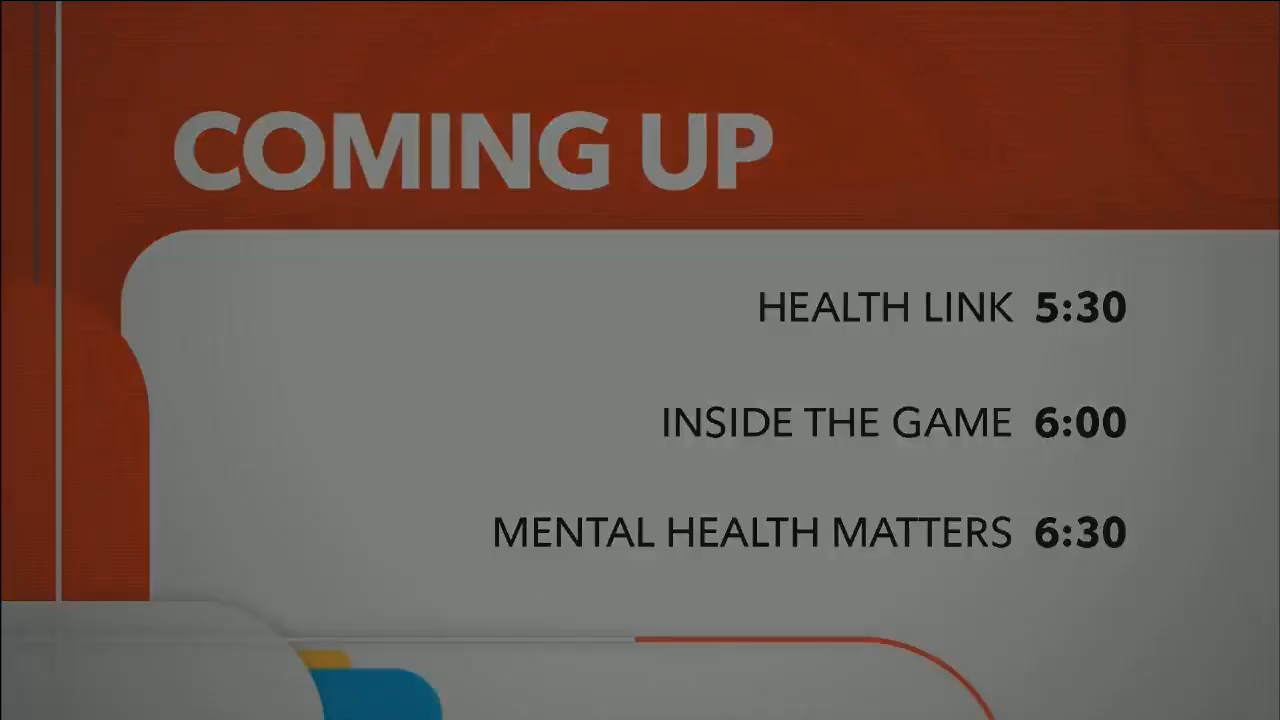 COMING UP
HEALTH LINK 5:30
INSIDE THE GAME 6:00
MENTAL HEALTH MATTERS 6:30